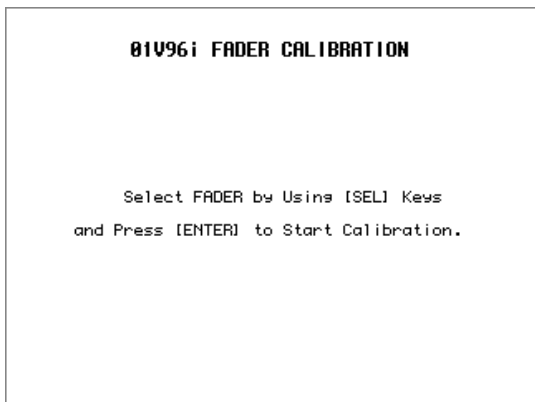 01V96i FADER CALIBRATION
Select FADER by Using [SEL] Keys
and Press [ENTER] to Start Calibration.